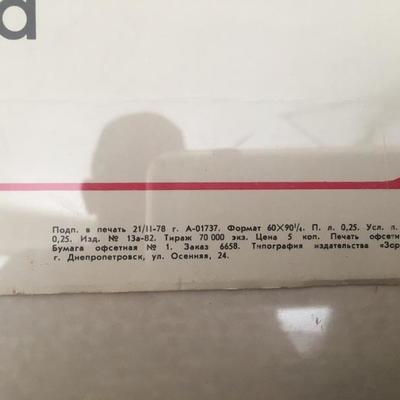 а
Подп. в печать 21/II-78 г. А-01737. Формат 60×90¼. П. л. 0,25. Усл. л.
0,25. Изд. № 13а-82. Тираж 70 000 экз. Цена 5 коп. Печать офсетн
Бумага офсетная № 1. Заказ 6658. Типография издательства «Зор
г. Днепропетровск, ул. Осенняя, 24.